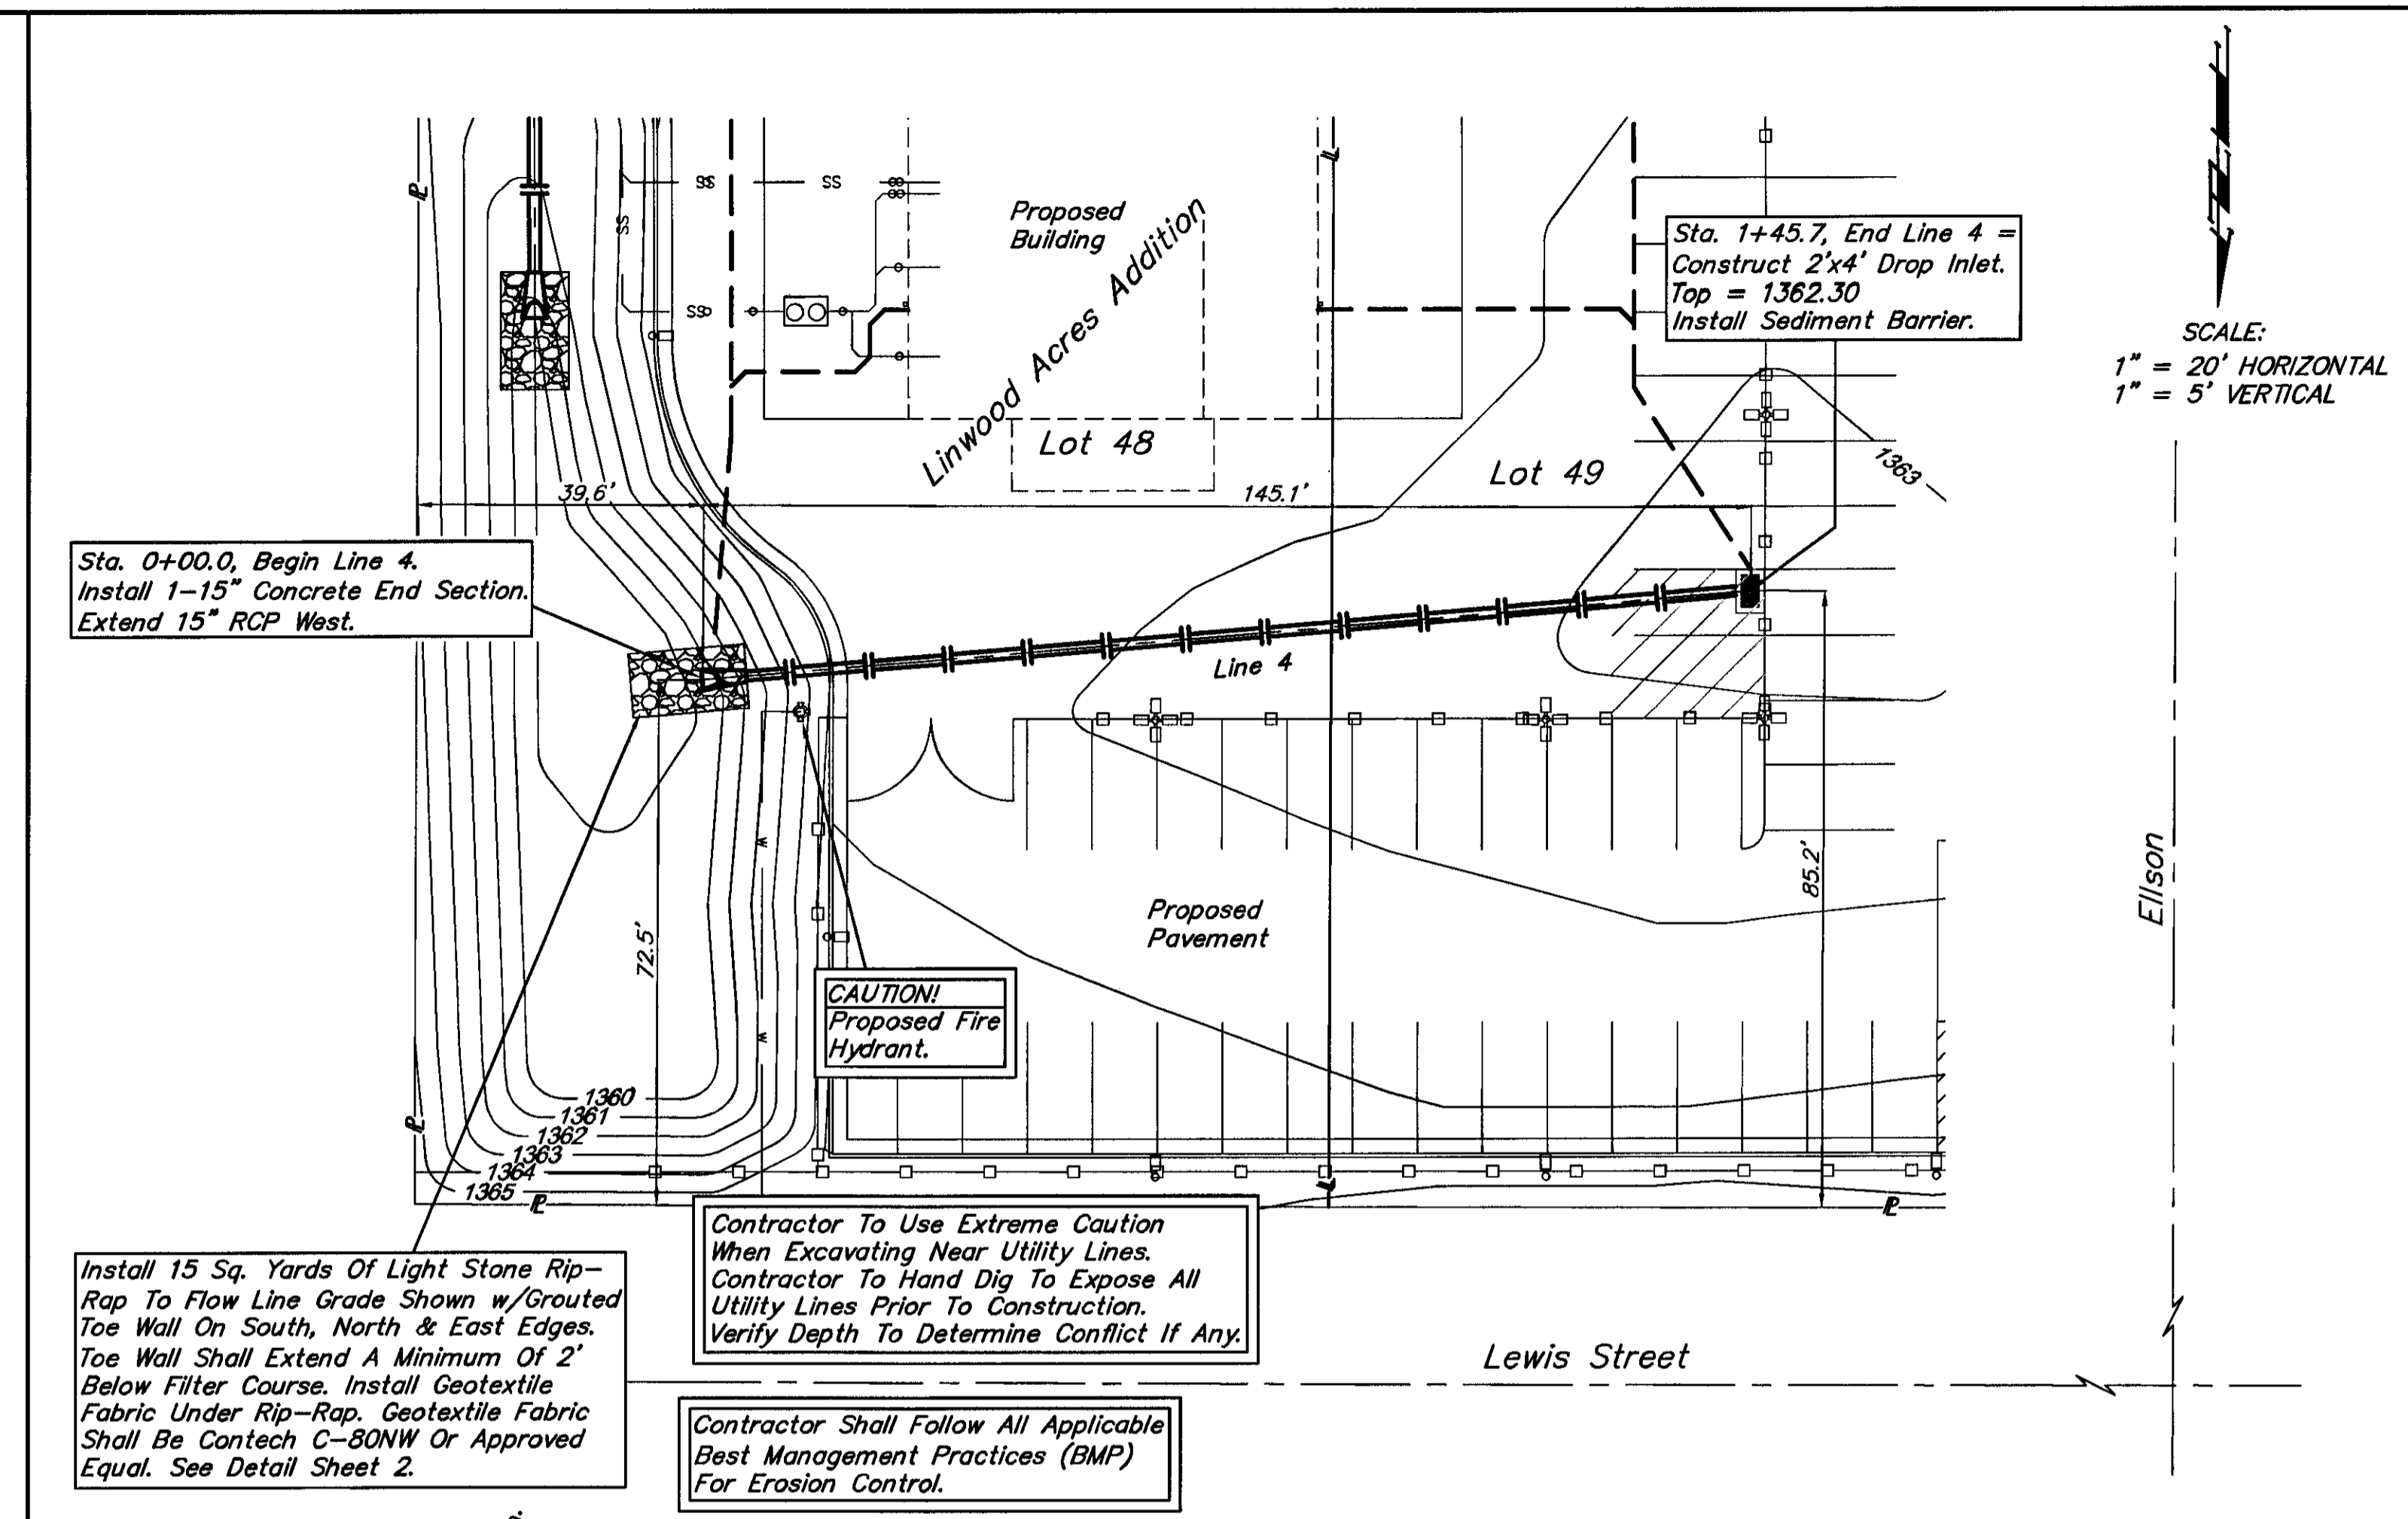 Proposed
Building
Linwood Acres Addition
Lot 48
Lot 49
SS
SS
SS
SS
Sta. 1+45.7, End Line 4 =
Construct 2'x4' Drop Inlet.
Top = 1362.30
Install Sediment Barrier.
SCALE:
1" = 20' HORIZONTAL
1" = 5' VERTICAL
1363
39.6'
145.1'
Sta. 0+00.0, Begin Line 4.
Install 1-15" Concrete End Section.
Extend 15" RCP West.
Line 4
85.2'
72.5'
W
W
Proposed
Pavement
Ellson
CAUTION!
Proposed Fire
Hydrant.
1360
1361
1362
1363
1364
1365
PL
PL
PL
PL
Install 15 Sq. Yards Of Light Stone Rip-
Rap To Flow Line Grade Shown w/Grouted
Toe Wall On South, North & East Edges.
Toe Wall Shall Extend A Minimum Of 2'
Below Filter Course. Install Geotextile
Fabric Under Rip-Rap. Geotextile Fabric
Shall Be Contech C-80NW Or Approved
Equal. See Detail Sheet 2.
Contractor To Use Extreme Caution
When Excavating Near Utility Lines.
Contractor To Hand Dig To Expose All
Utility Lines Prior To Construction.
Verify Depth To Determine Conflict If Any.
Lewis Street
Contractor Shall Follow All Applicable
Best Management Practices (BMP)
For Erosion Control.